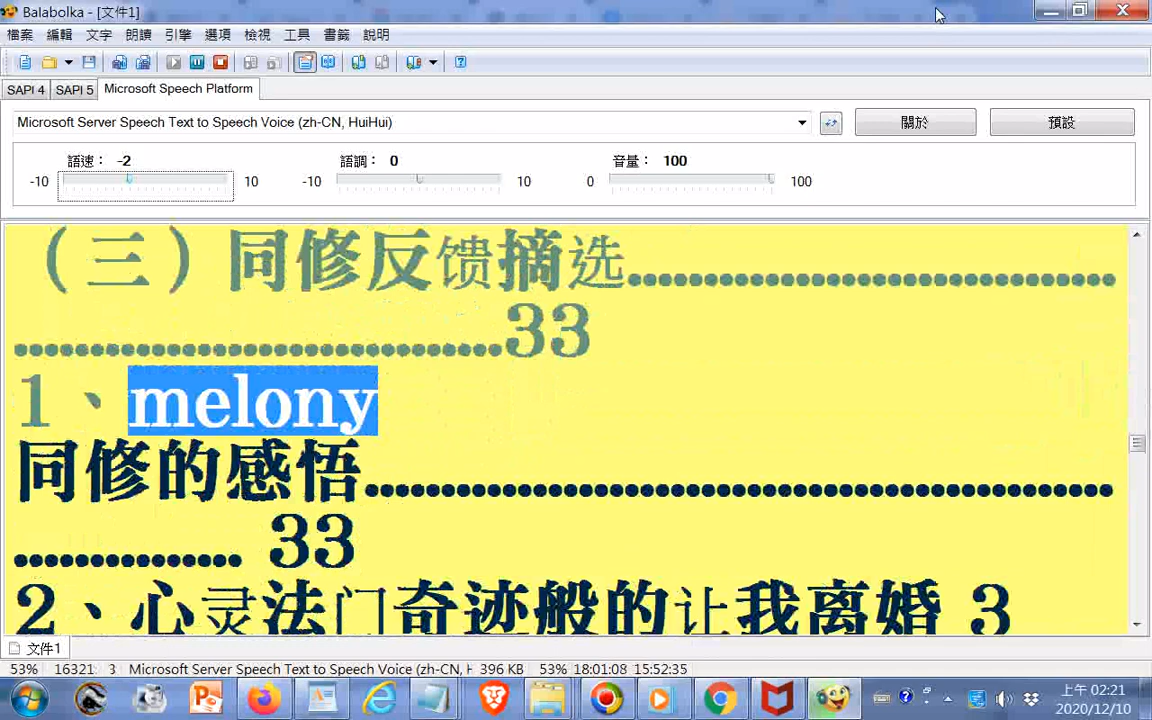 Balabolka - [文件1]
檔案 編輯 文字 朗讀 引擎 選項 檢視 工具 書籤 說明
SAPI 4 SAPI 5 Microsoft Speech Platform
Microsoft Server Speech Text to Speech Voice (zh-CN, HuiHui) 關於 預設
語速： -2 語調： 0 音量： 100
-10 10 -10 10 0 100
（三）同修反馈摘选..............................
..............................33
1、melony
同修的感悟..............................
.............. 33
2、心灵法门奇迹般的让我离婚 3
文件1
53% 16321 3 Microsoft Server Speech Text to Speech Voice (zh-CN, H 396 KB 53% 18:01:08 15:52:35
上午 02:21
2020/12/10